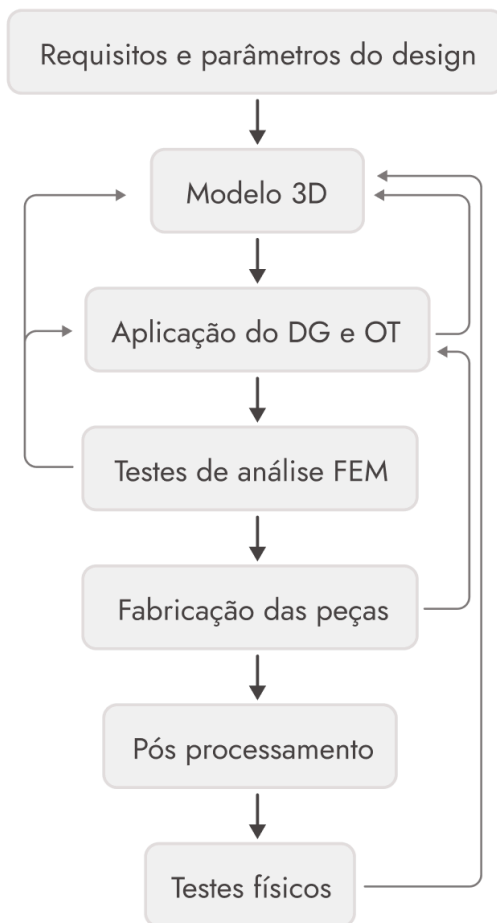 Requisitos e parâmetros do design
Modelo 3D
Aplicação do DG e OT
Testes de análise FEM
Fabricação das peças
Pós processamento
Testes físicos